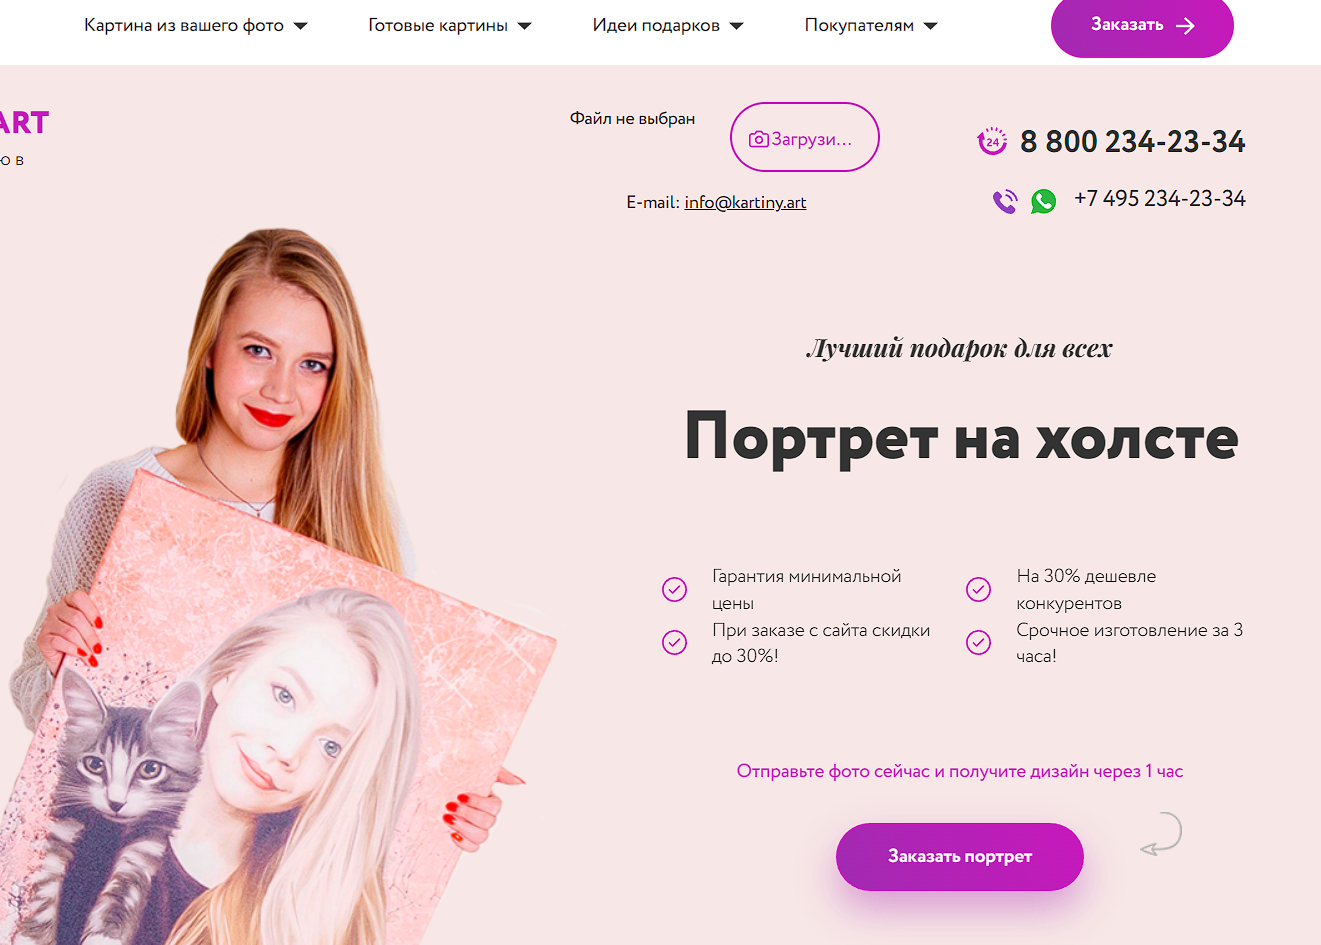 Картина из вашего фото
Готовые картины
Идеи подарков
Покупателям
Заказать
ART
ю в
Файл не выбран
Загрузи...
E-mail: info@kartiny.art
24
8 800 234-23-34
+7 495 234-23-34
Лучший подарок для всех
Портрет на холсте
Гарантия минимальной
цены
При заказе с сайта скидки
до 30%!
На 30% дешевле
конкурентов
Срочное изготовление за 3
часа!
Отправьте фото сейчас и получите дизайн через 1 час
Заказать портрет